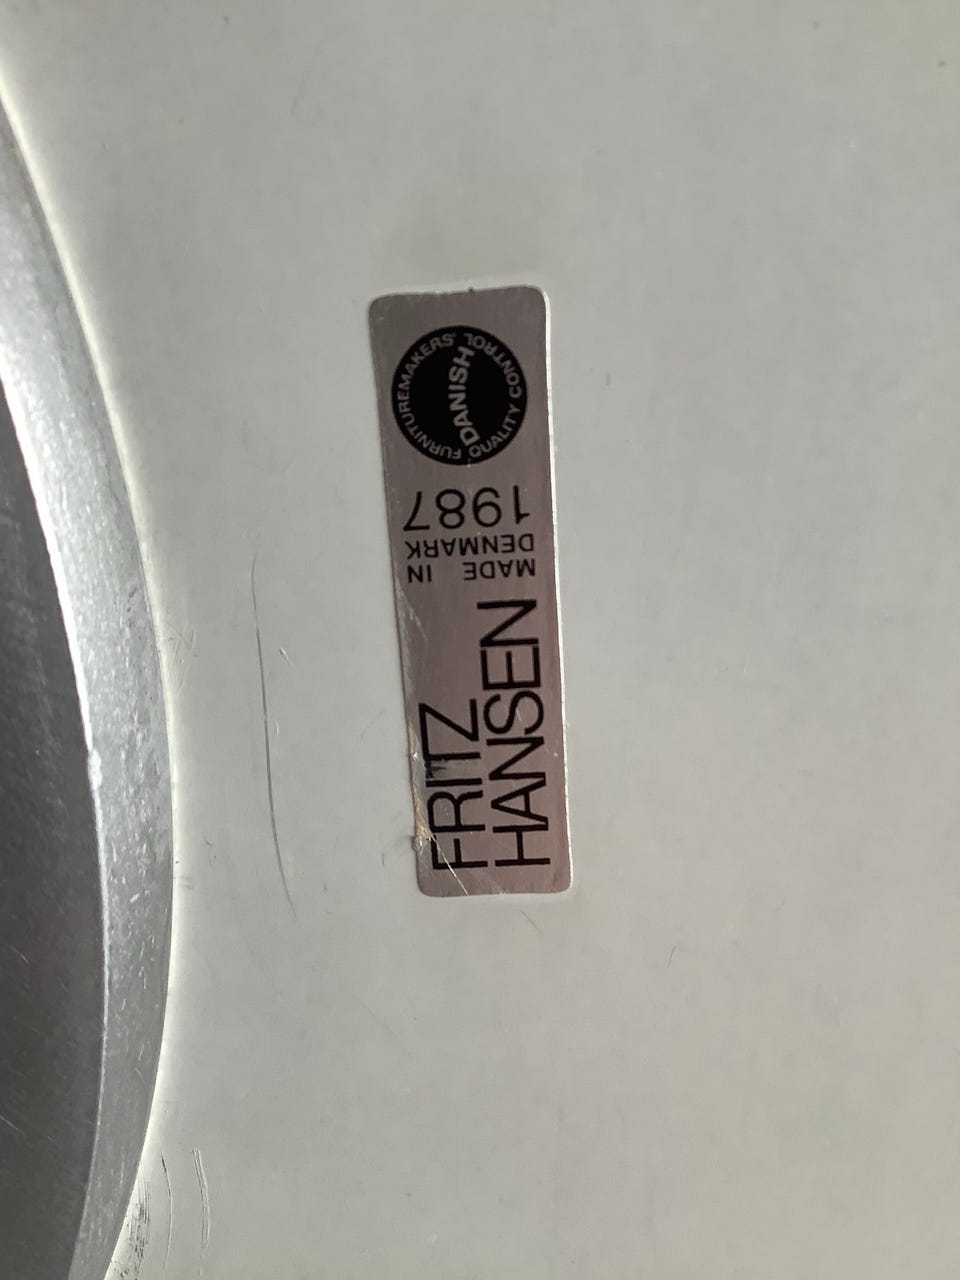 FRITZ
HANSEN
MADE IN
DENMARK
1987
DANISH
FURNITUREMAKERS'
QUALITY CONTROL